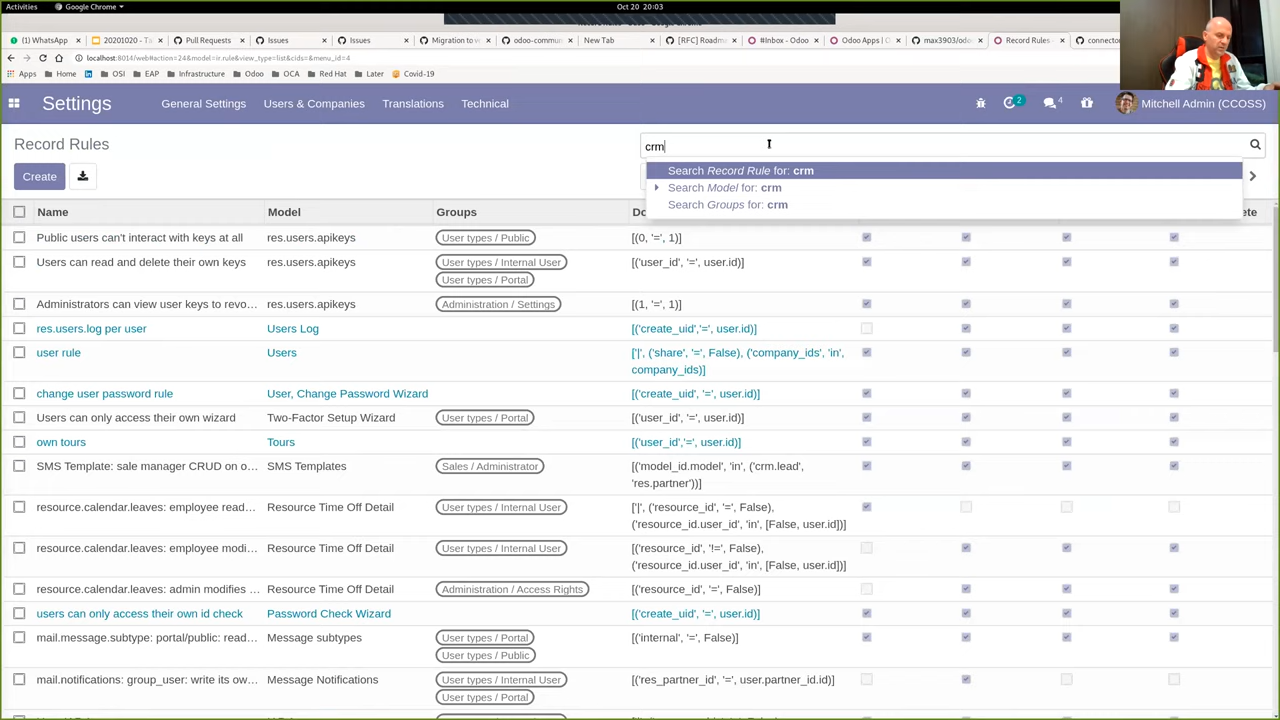 Activities
Google Chrome
Oct 20 20:03
(1) WhatsApp
20201020 - Ta
Pull Requests
Issues
Issues
Migration to v
odoo-commun
New Tab
[RFC] Roadm
#Inbox - Odoo
Odoo Apps | O
max3903/odo
Record Rules -
connector
localhost:8014/web#action=24&model=ir.rule&view_type=list&cids=&menu_id=4
Apps
Home
OSI
EAP
Infrastructure
Odoo
OCA
Red Hat
Later
Covid-19
Settings
General Settings
Users & Companies
Translations
Technical
2
4
Mitchell Admin (CCOSS)
Record Rules
crm
Create
Search Record Rule for: crm
Search Model for: crm
Search Groups for: crm
Name
Model
Groups
Do
ete
Public users can't interact with keys at all
res.users.apikeys
User types / Public
[(0, '=', 1)]
Users can read and delete their own keys
res.users.apikeys
User types / Internal User
User types / Portal
[('user_id', '=', user.id)]
Administrators can view user keys to revo…
res.users.apikeys
Administration / Settings
[(1, '=', 1)]
res.users.log per user
Users Log
[('create_uid','=', user.id)]
user rule
Users
['|', ('share', '=', False), ('company_ids', 'in',
company_ids)]
change user password rule
User, Change Password Wizard
[('create_uid', '=', user.id)]
Users can only access their own wizard
Two-Factor Setup Wizard
User types / Portal
[('user_id', '=', user.id)]
own tours
Tours
[('user_id','=', user.id)]
SMS Template: sale manager CRUD on o…
SMS Templates
Sales / Administrator
[('model_id.model', 'in', ('crm.lead',
'res.partner'))]
resource.calendar.leaves: employee read…
Resource Time Off Detail
User types / Internal User
['|', ('resource_id', '=', False),
('resource_id.user_id', 'in', [False, user.id])]
resource.calendar.leaves: employee modi…
Resource Time Off Detail
User types / Internal User
[('resource_id', '!=', False),
('resource_id.user_id', 'in', [False, user.id])]
resource.calendar.leaves: admin modifies …
Resource Time Off Detail
Administration / Access Rights
[('resource_id', '=', False)]
users can only access their own id check
Password Check Wizard
[('create_uid', '=', user.id)]
mail.message.subtype: portal/public: read…
Message subtypes
User types / Portal
User types / Public
[('internal', '=', False)]
mail.notifications: group_user: write its ow…
Message Notifications
User types / Internal User
User types / Portal
[('res_partner_id', '=', user.partner_id.id)]